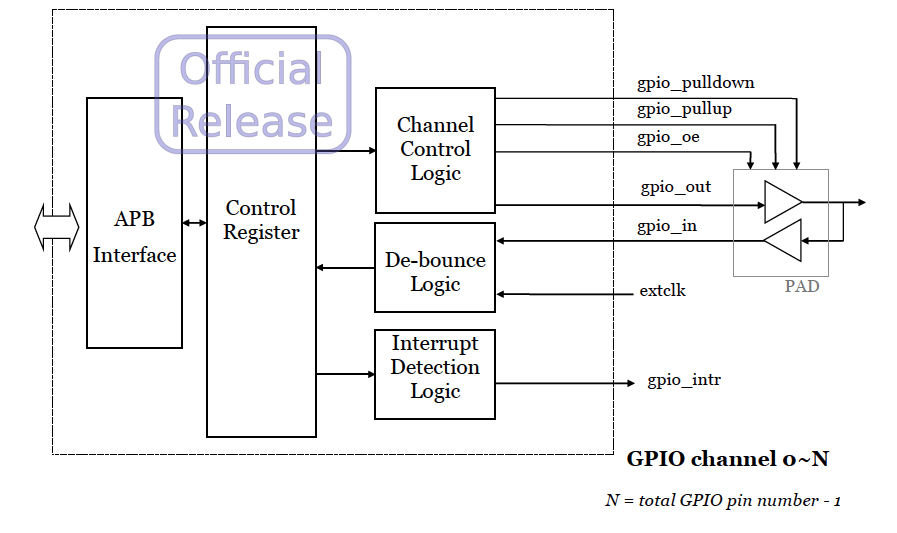 Official
Release
APB
Interface
Control
Register
Channel
Control
Logic
De-bounce
Logic
Interrupt
Detection
Logic
gpio_pulldown
gpio_pullup
gpio_oe
gpio_out
gpio_in
extclk
gpio_intr
PAD
GPIO channel 0~N
N = total GPIO pin number - 1